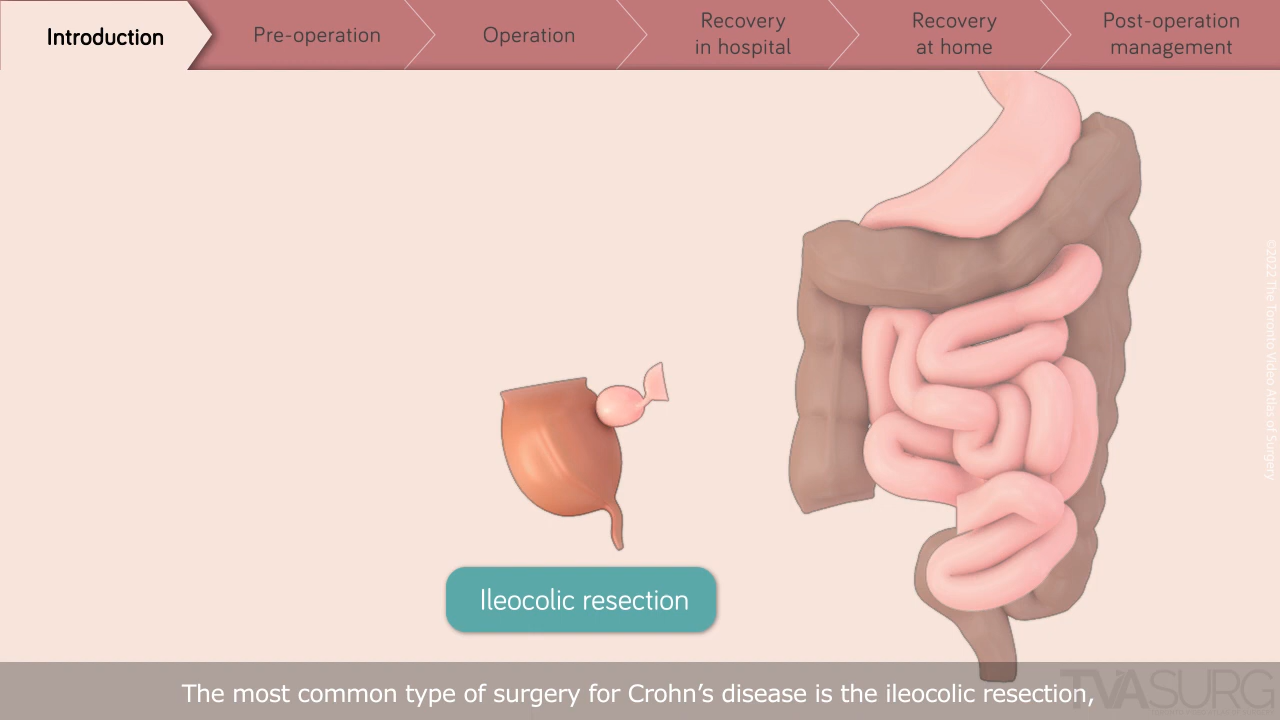 Introduction
Pre-operation
Operation
Recovery
in hospital
Recovery
at home
Post-operation
management
©2022 The Toronto Video Atlas of Surgery
Ileocolic resection
The most common type of surgery for Crohn’s disease is the ileocolic resection,
TVASURG